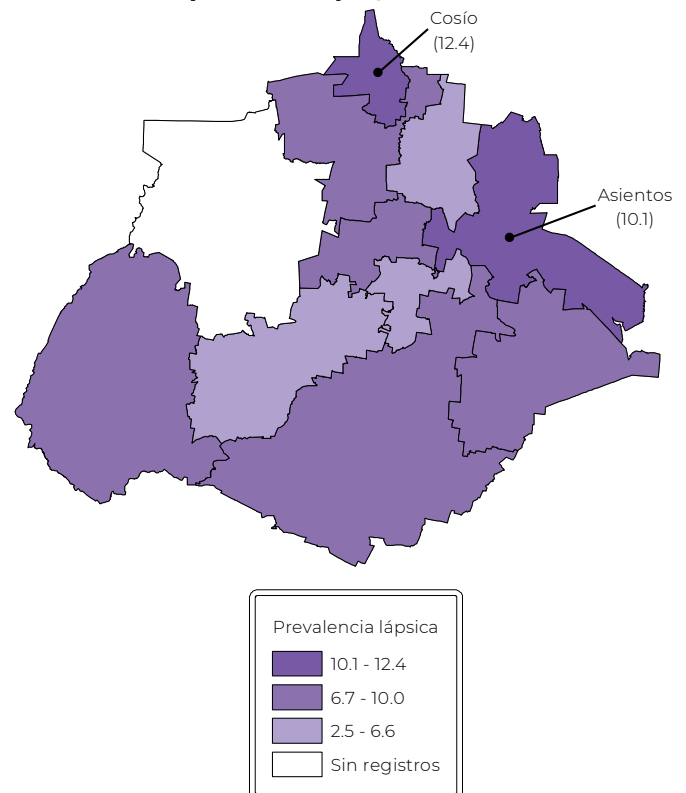 Cosío
(12.4)
Asientos
(10.1)
Prevalencia lápsica
10.1 - 12.4
6.7 - 10.0
2.5 - 6.6
Sin registros